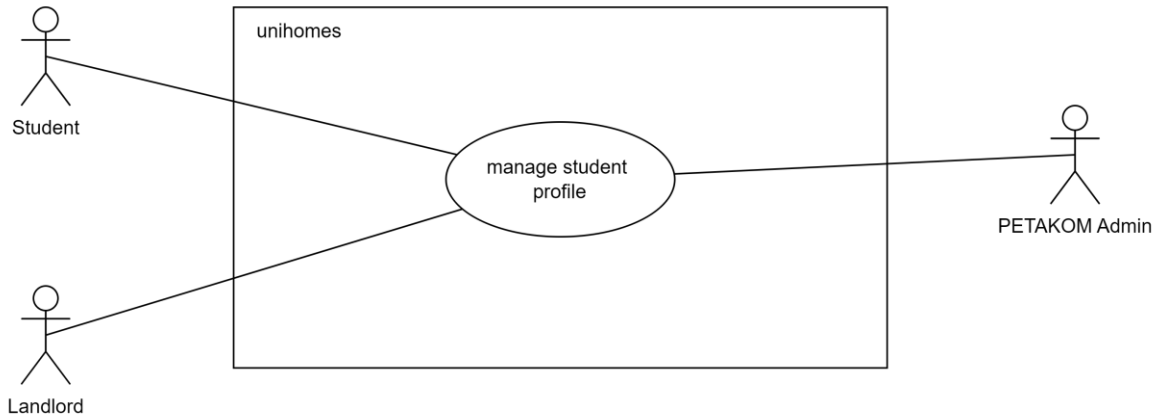 unihomes
Student
manage student
profile
PETAKOM Admin
Landlord